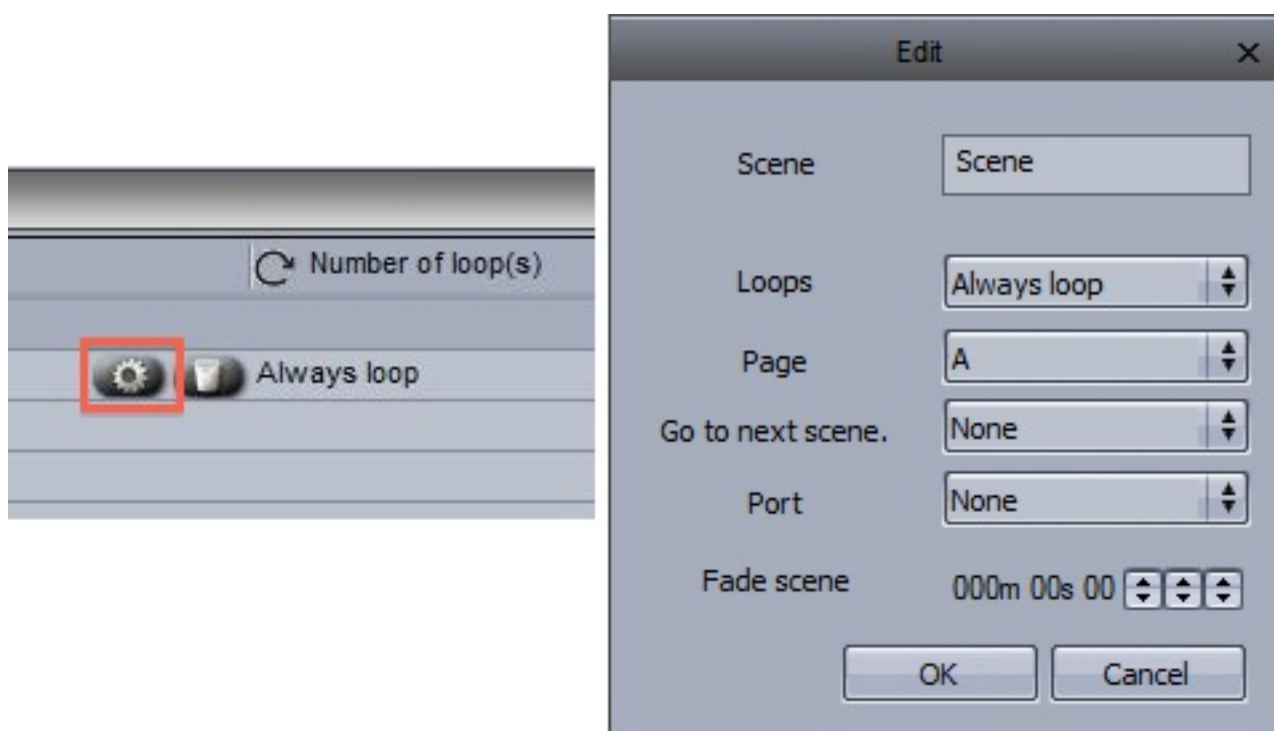 Number of loop(s)
Always loop
Edit
Scene Scene
Loops Always loop
Page A
Go to next scene. None
Port None
Fade scene 000m 00s 00
OK Cancel